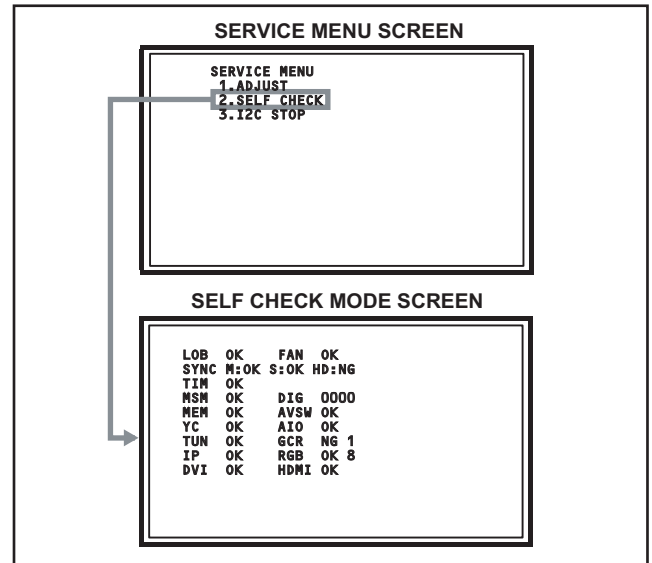 SERVICE MENU SCREEN
SERVICE MENU
1.ADJUST
2.SELF CHECK
3.I2C STOP
SELF CHECK MODE SCREEN
LOB OK FAN OK
SYNC M:OK S:OK HD:NG
TIM OK
MSM OK DIG 0000
MEM OK AVSW OK
YC OK AIO OK
TUN OK GCR NG 1
IP OK RGB OK 8
DVI OK HDMI OK